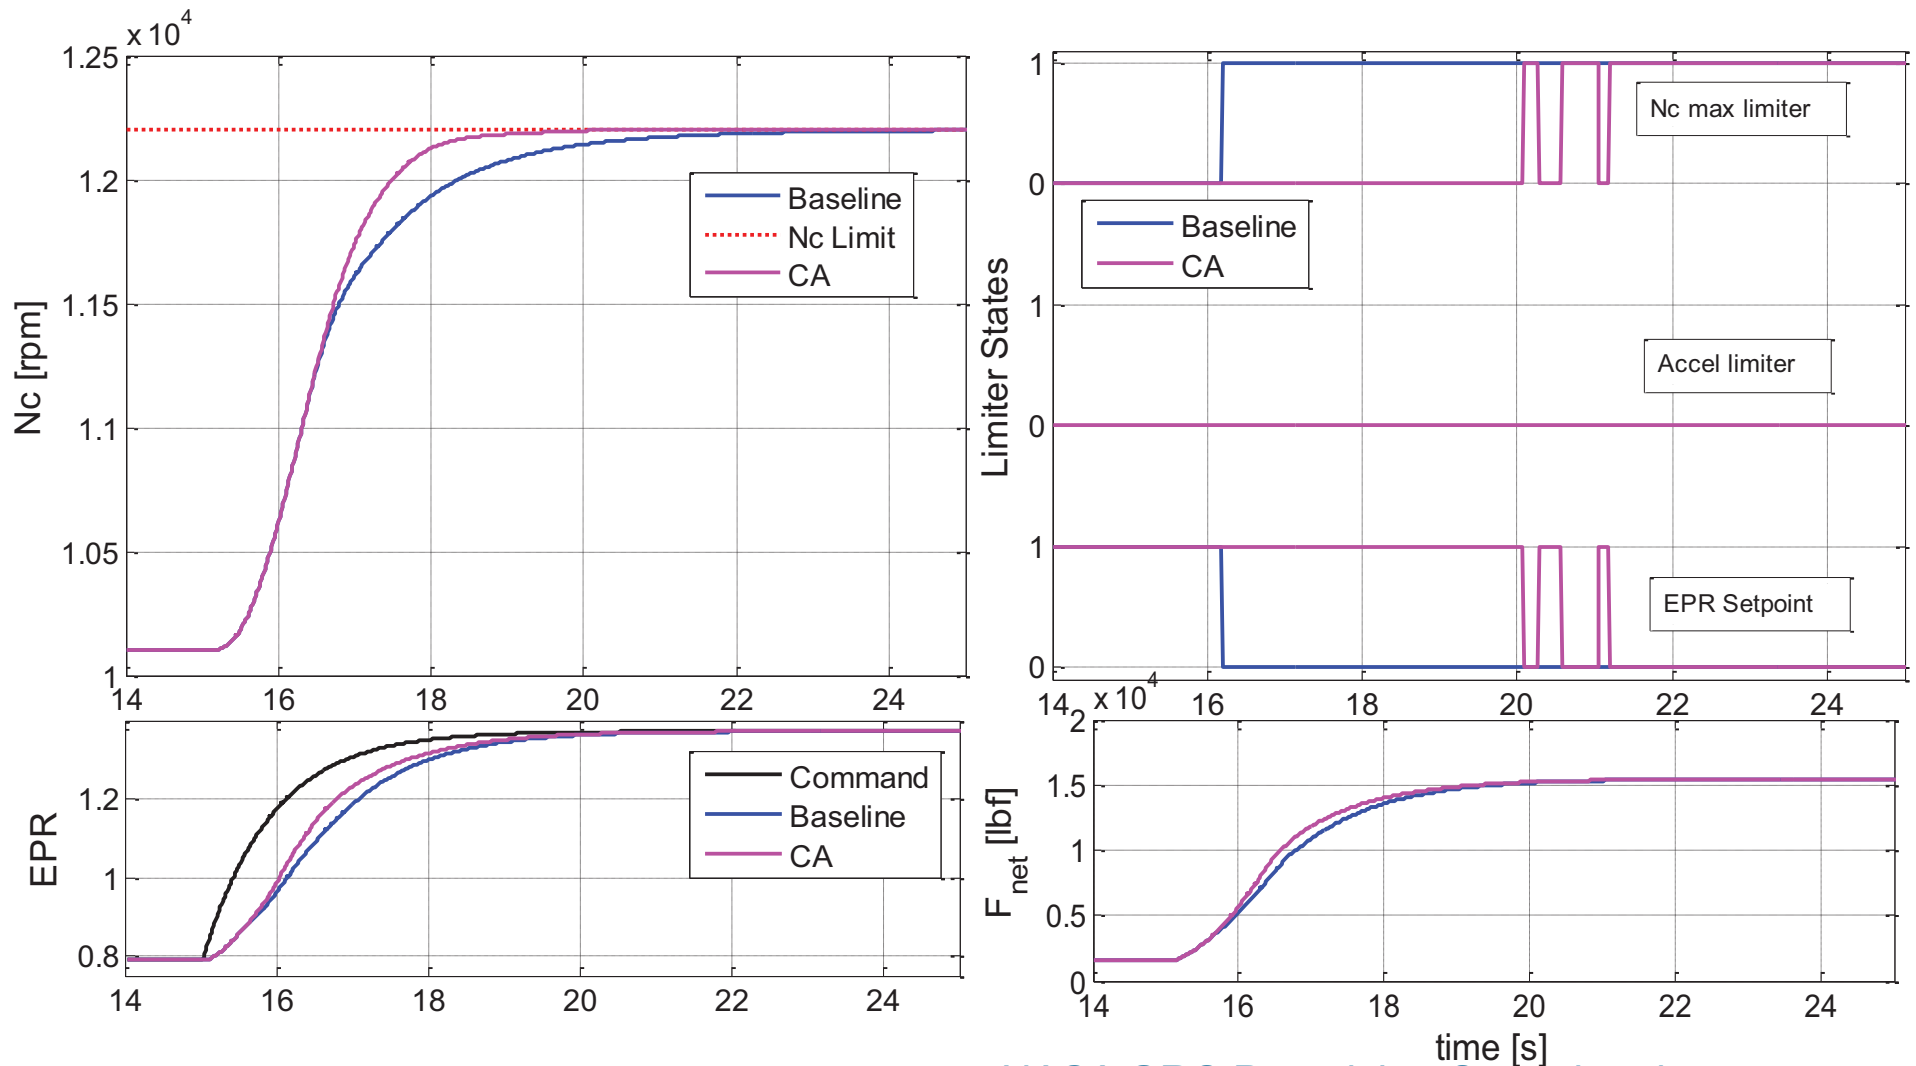 x 10 4
1.25
1.2
1.15
1.1
1.05
1
Nc [rpm]
14 16 18 20 22 24
Baseline
Nc Limit
CA
1
0
1
0
1
0
Limiter States
14 16 18 20 22 24
Nc max limiter
Baseline
CA
Accel limiter
EPR Setpoint
1.2
1
0.8
EPR
14 16 18 20 22 24
Command
Baseline
CA
x 10 4
2
1.5
1
0.5
0
F net [lbf]
14 16 18 20 22 24
time [s]